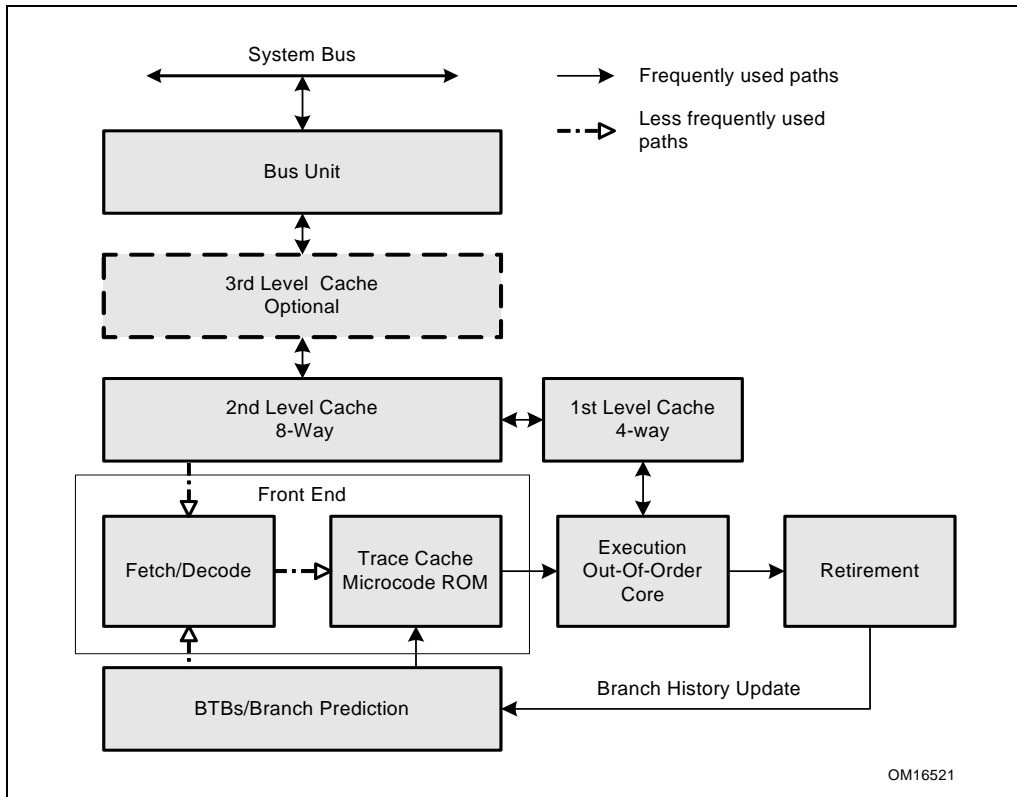 System Bus
Frequently used paths
Less frequently used
paths
Bus Unit
3rd Level Cache
Optional
2nd Level Cache
8-Way
1st Level Cache
4-way
Front End
Fetch/Decode
Trace Cache
Microcode ROM
Execution
Out-Of-Order
Core
Retirement
BTBs/Branch Prediction
Branch History Update
OM16521